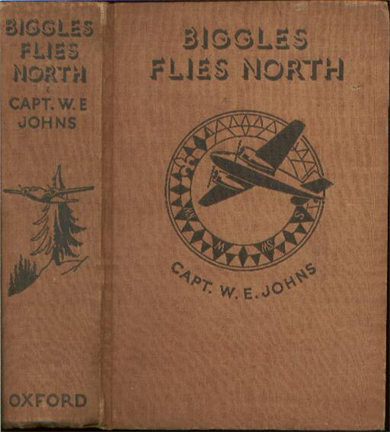 BIGGLES
FLIES
NORTH
CAPT. W. E
JOHNS
OXFORD
BIGGLES
FLIES NORTH
CAPT. W. E. JOHNS